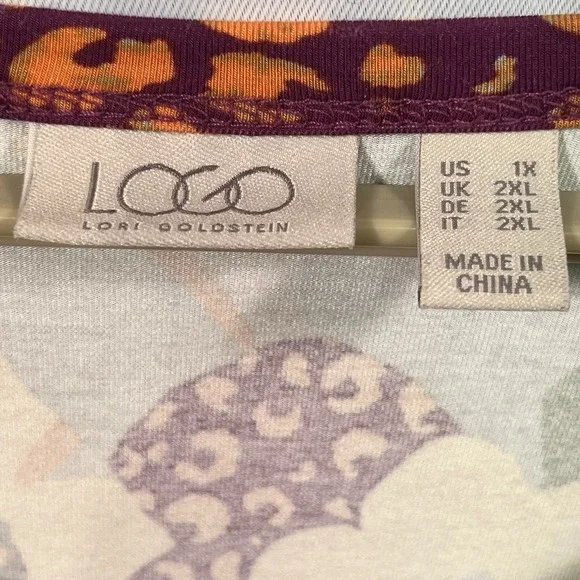 LOGO
LORI GOLDSTEIN
US 1X
UK 2XL
DE 2XL
IT 2XL
MADE IN
CHINA